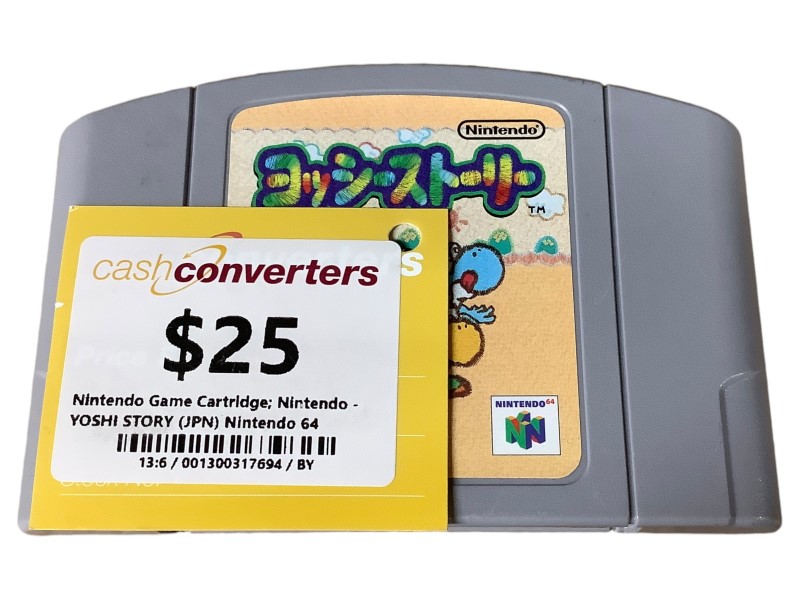 Nintendo
ヨッシーストーリー
TM
cashconverters
$25
Nintendo Game Cartridge; Nintendo -
YOSHI STORY (JPN) Nintendo 64
13:6 / 001300317694 / BY
NINTENDO64